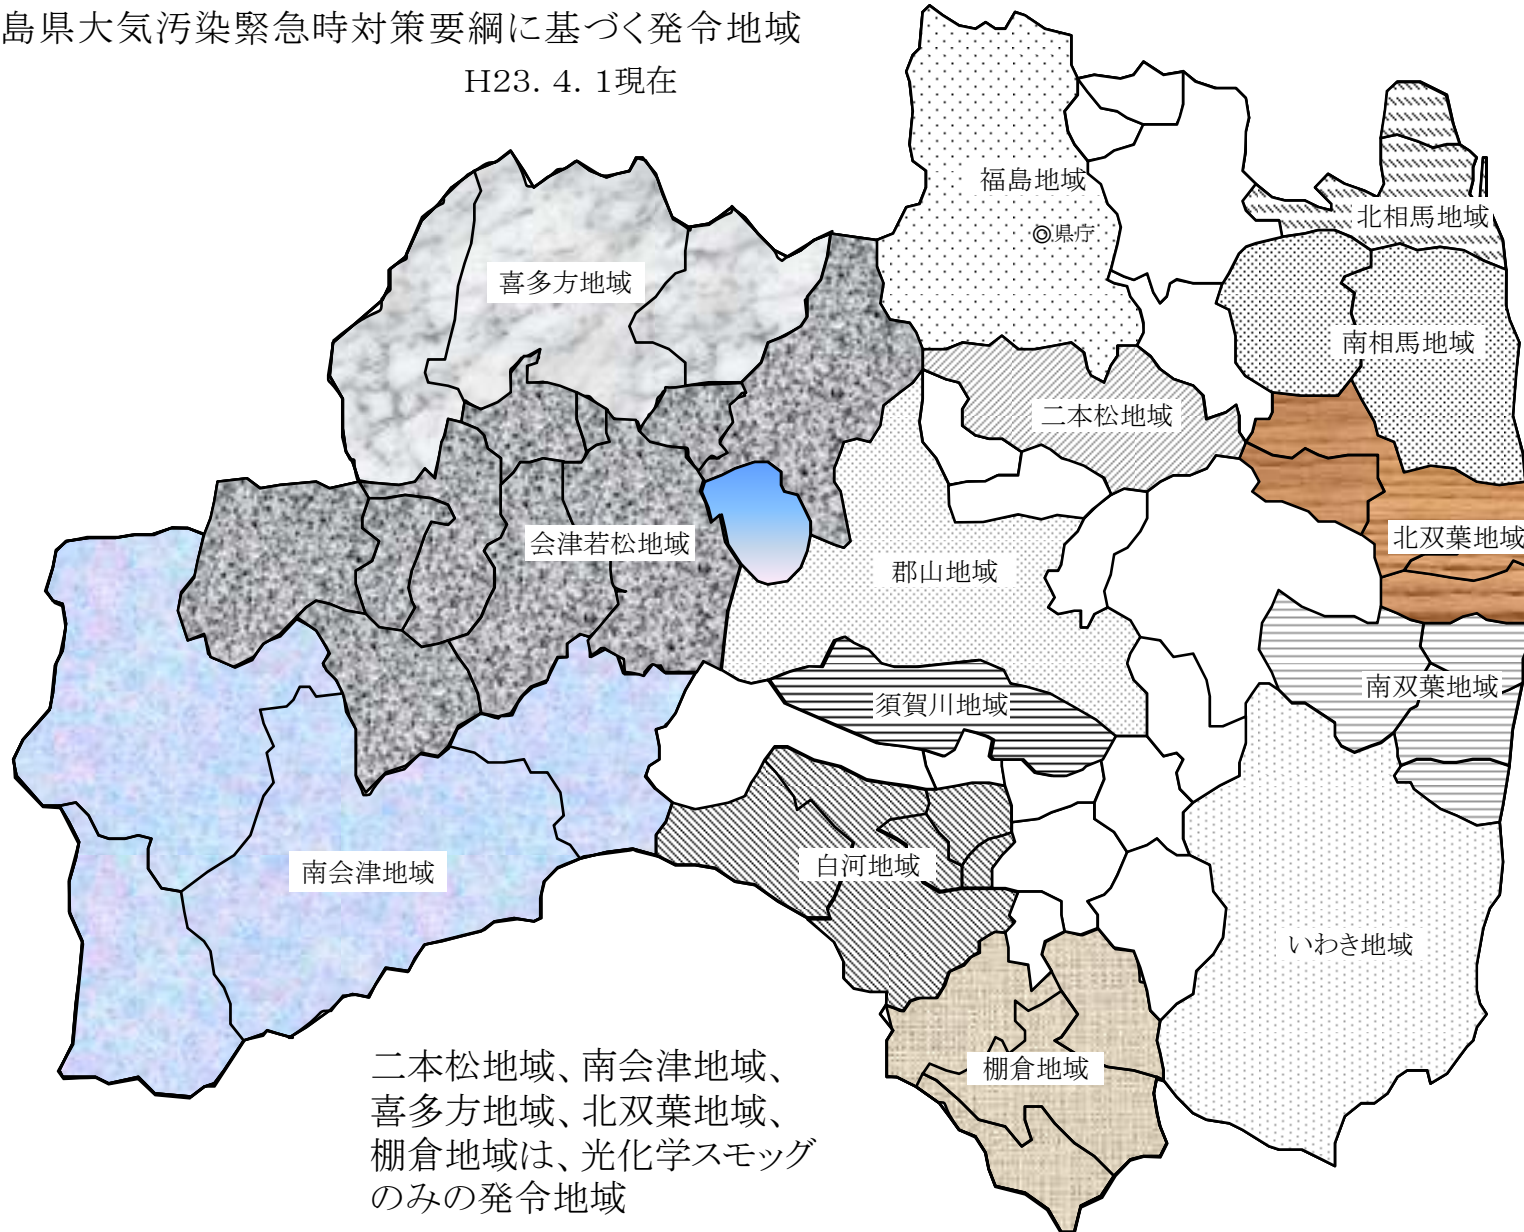 島県大気汚染緊急時対策要綱に基づく発令地域
H23. 4. 1現在
福島地域
◎県庁
北相馬地域
喜多方地域
南相馬地域
二本松地域
会津若松地域
北双葉地域
郡山地域
南双葉地域
須賀川地域
白河地域
南会津地域
いわき地域
棚倉地域
二本松地域、南会津地域、
喜多方地域、北双葉地域、
棚倉地域は、光化学スモッグ
のみの発令地域